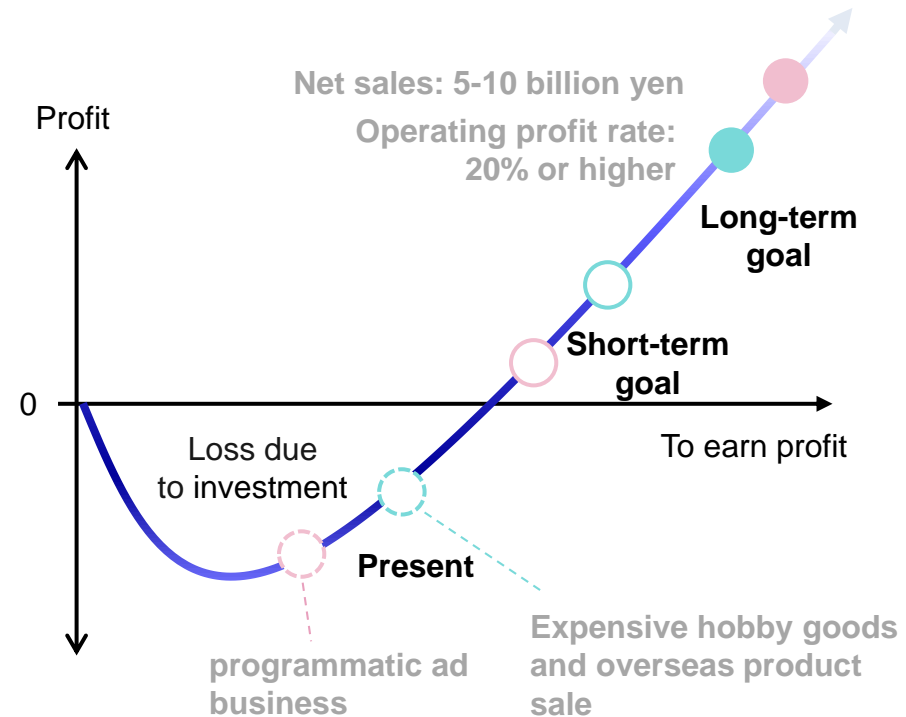 Net sales: 5-10 billion yen
Profit
Operating profit rate:
20% or higher
Long-term
goal
Short-term
goal
0
To earn profit
Loss due
to investment
Present
Expensive hobby goods
and overseas product
sale
programmatic ad
business